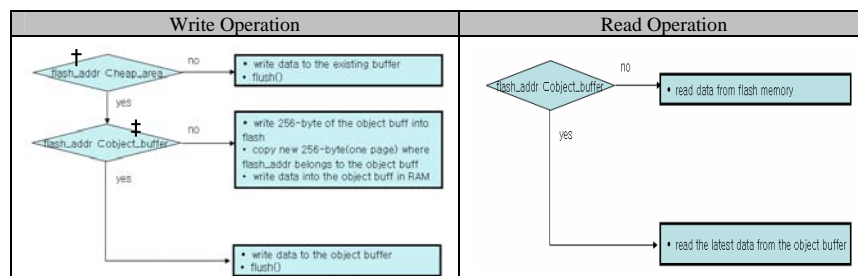 Write Operation
Read Operation
†
flash_addr ⊂heap_area
no
• write data to the existing buffer
• flush()
yes
‡
flash_addr ⊂object_buffer
no
• write 256-byte of the object buff into
flash
• copy new 256-byte(one page) where
flash_addr belongs to the object buff
• write data into the object buff in RAM
yes
• write data to the object buffer
• flush()
flash_addr ⊂object_buffer
no
• read data from flash memory
yes
• read the latest data from the object buffer